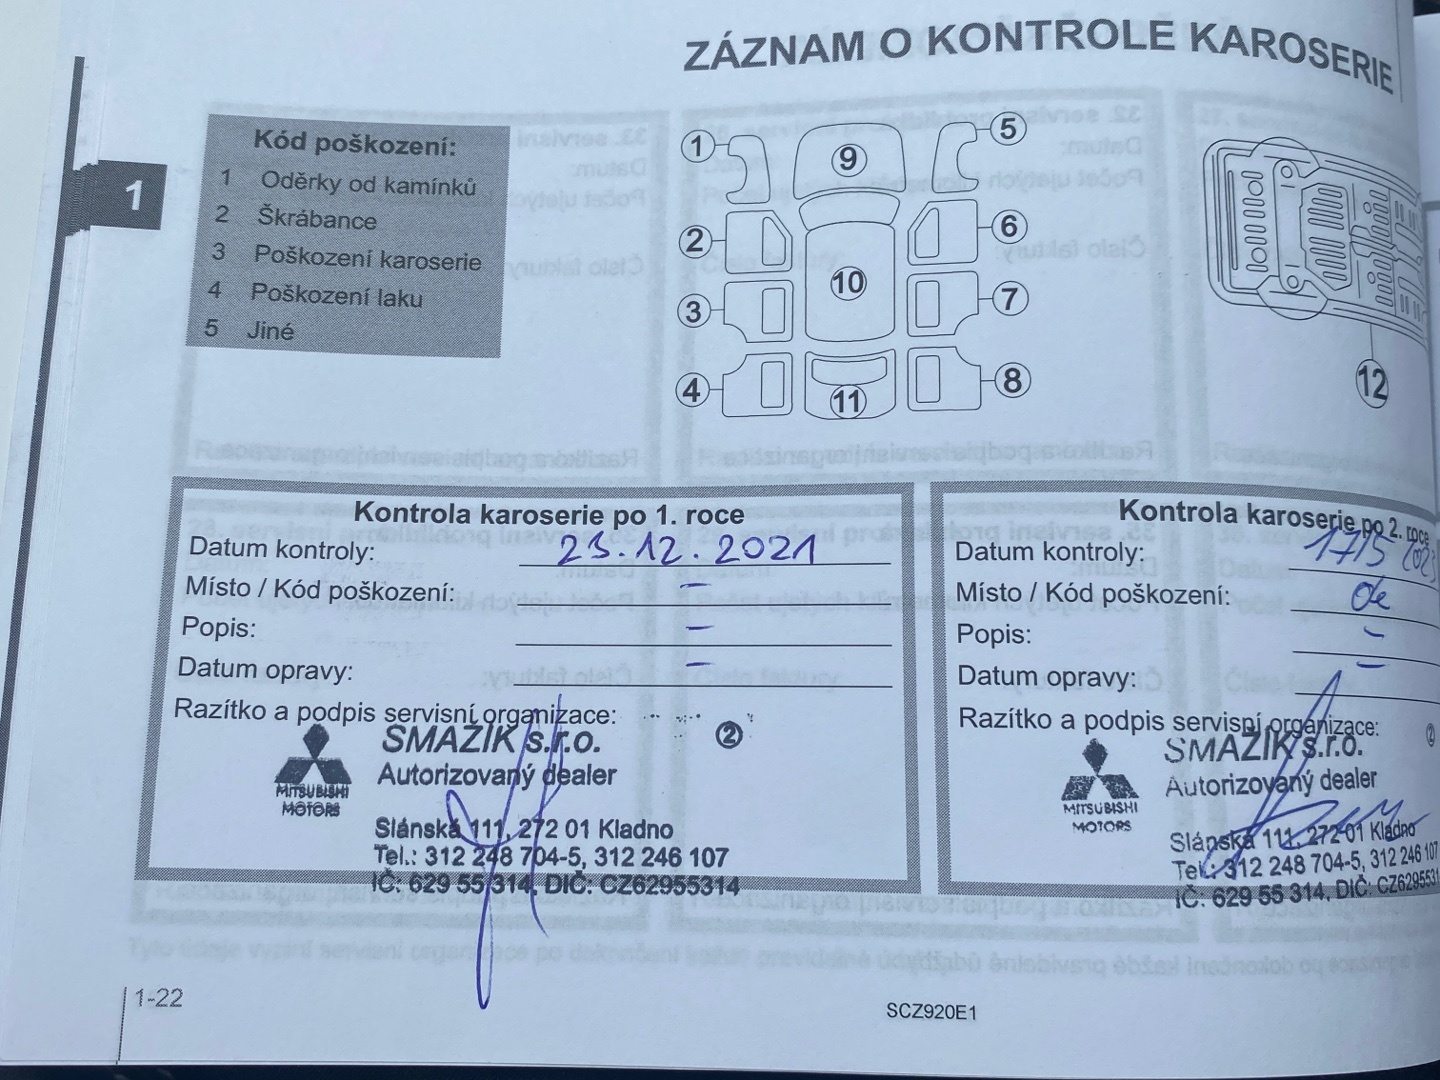 ZÁZNAM O KONTROLE KAROSERIE
1
Kód poškození:
1 Oděrky od kamínků
2 Škrábance
3 Poškození karoserie
4 Poškození laku
5 Jiné
1
2
3
4
5
6
7
8
9
10
11
12
Kontrola karoserie po 1. roce
Datum kontroly: 23.12.2021
Místo / Kód poškození: –
Popis: –
Datum opravy: –
Razítko a podpis servisní organizace:
2
SMAŽÍK s.r.o.
Autorizovaný dealer
MITSUBISHI
MOTORS
Slánská 111, 272 01 Kladno
Tel.: 312 248 704-5, 312 246 107
IČ: 629 55 314, DIČ: CZ62955314
Kontrola karoserie po 2. roce
Datum kontroly:
Místo / Kód poškození:
Popis: –
Datum opravy: –
Razítko a podpis servisní organizace:
2
SMAŽÍK s.r.o.
Autorizovaný dealer
MITSUBISHI
MOTORS
Slánská 111, 272 01 Kladno
Tel.: 312 248 704-5, 312 246 107
IČ: 629 55 314, DIČ: CZ6295531
1-22
SCZ920E1